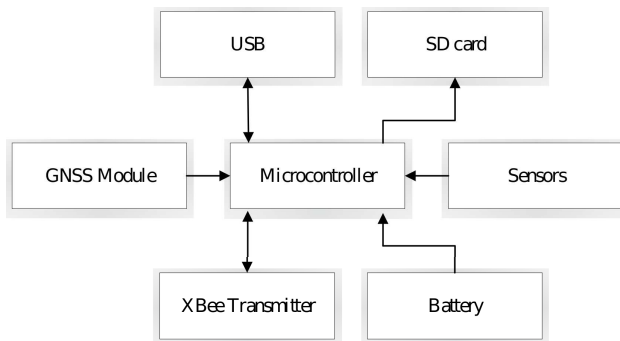 USB
SD card
GNSS Module
Microcontroller
Sensors
XBee Transmitter
Battery